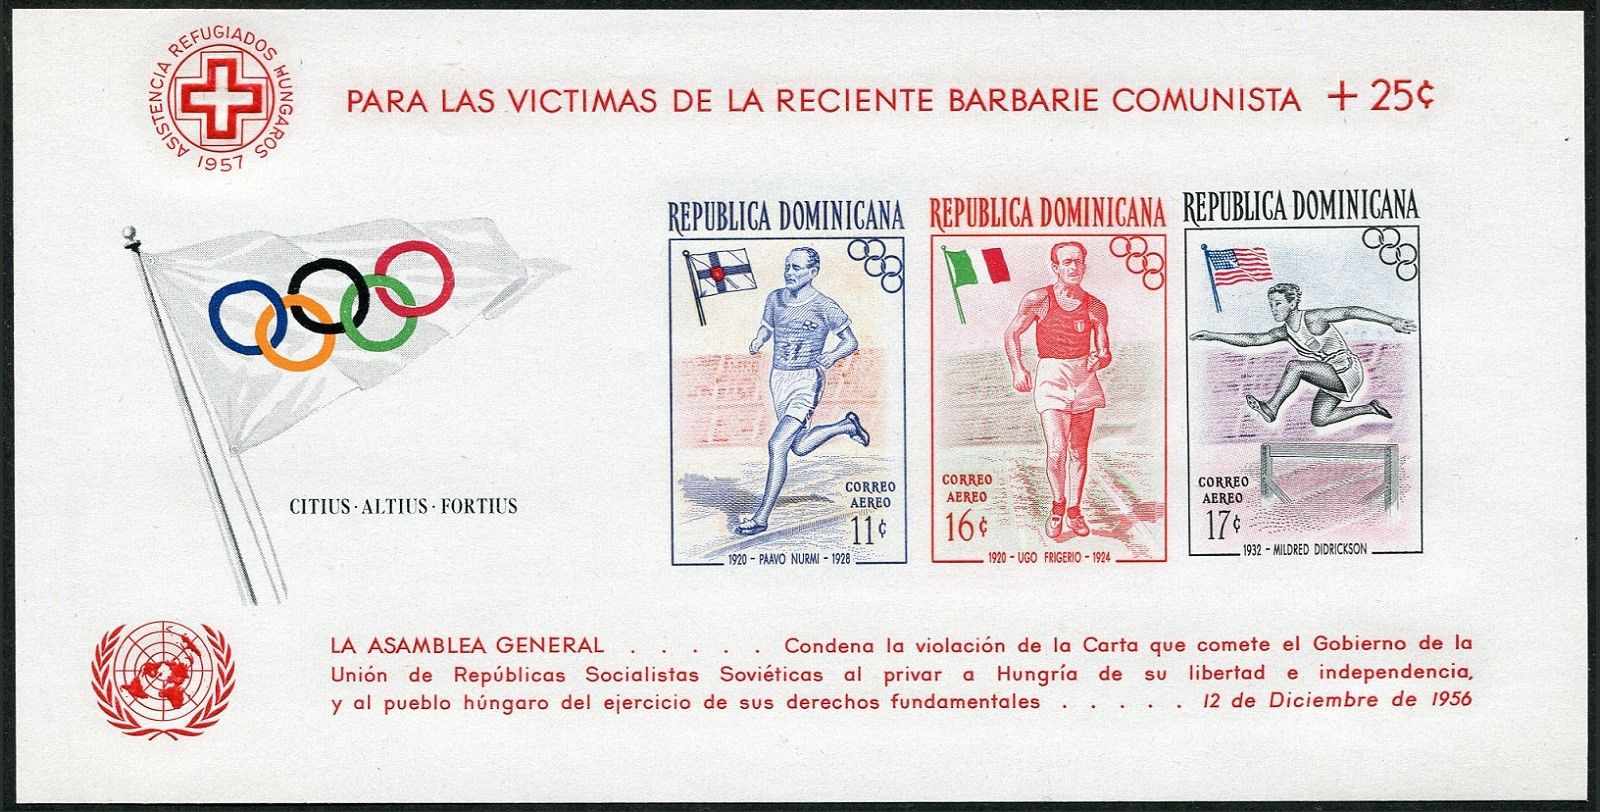 ASISTENCIA REFUGIADOS HUNGAROS
1957
PARA LAS VICTIMAS DE LA RECIENTE BARBARIE COMUNISTA + 25¢
CITIUS · ALTIUS · FORTIUS
REPUBLICA DOMINICANA
CORREO
AEREO
11¢
1920 - PAAVO NURMI - 1928
REPUBLICA DOMINICANA
CORREO
AEREO
16¢
1920 - UGO FRIGERIO - 1924
REPUBLICA DOMINICANA
CORREO
AEREO
17¢
1932 - MILDRED DIDRICKSON
LA ASAMBLEA GENERAL . . . . . Condena la violación de la Carta que comete el Gobierno de la
Unión de Repúblicas Socialistas Soviéticas al privar a Hungría de su libertad e independencia,
y al pueblo húngaro del ejercicio de sus derechos fundamentales . . . . . 12 de Diciembre de 1956